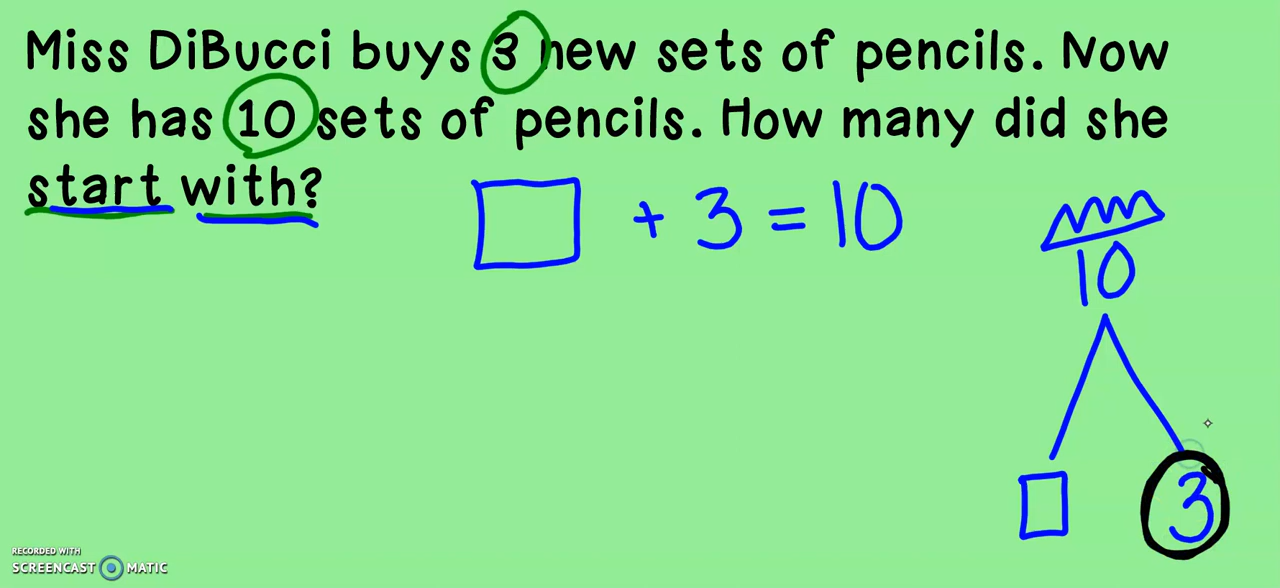 Miss DiBucci buys 3 new sets of pencils. Now
she has 10 sets of pencils. How many did she
start with?
+ 3 = 10
10
3
RECORDED WITH
SCREENCAST MATIC